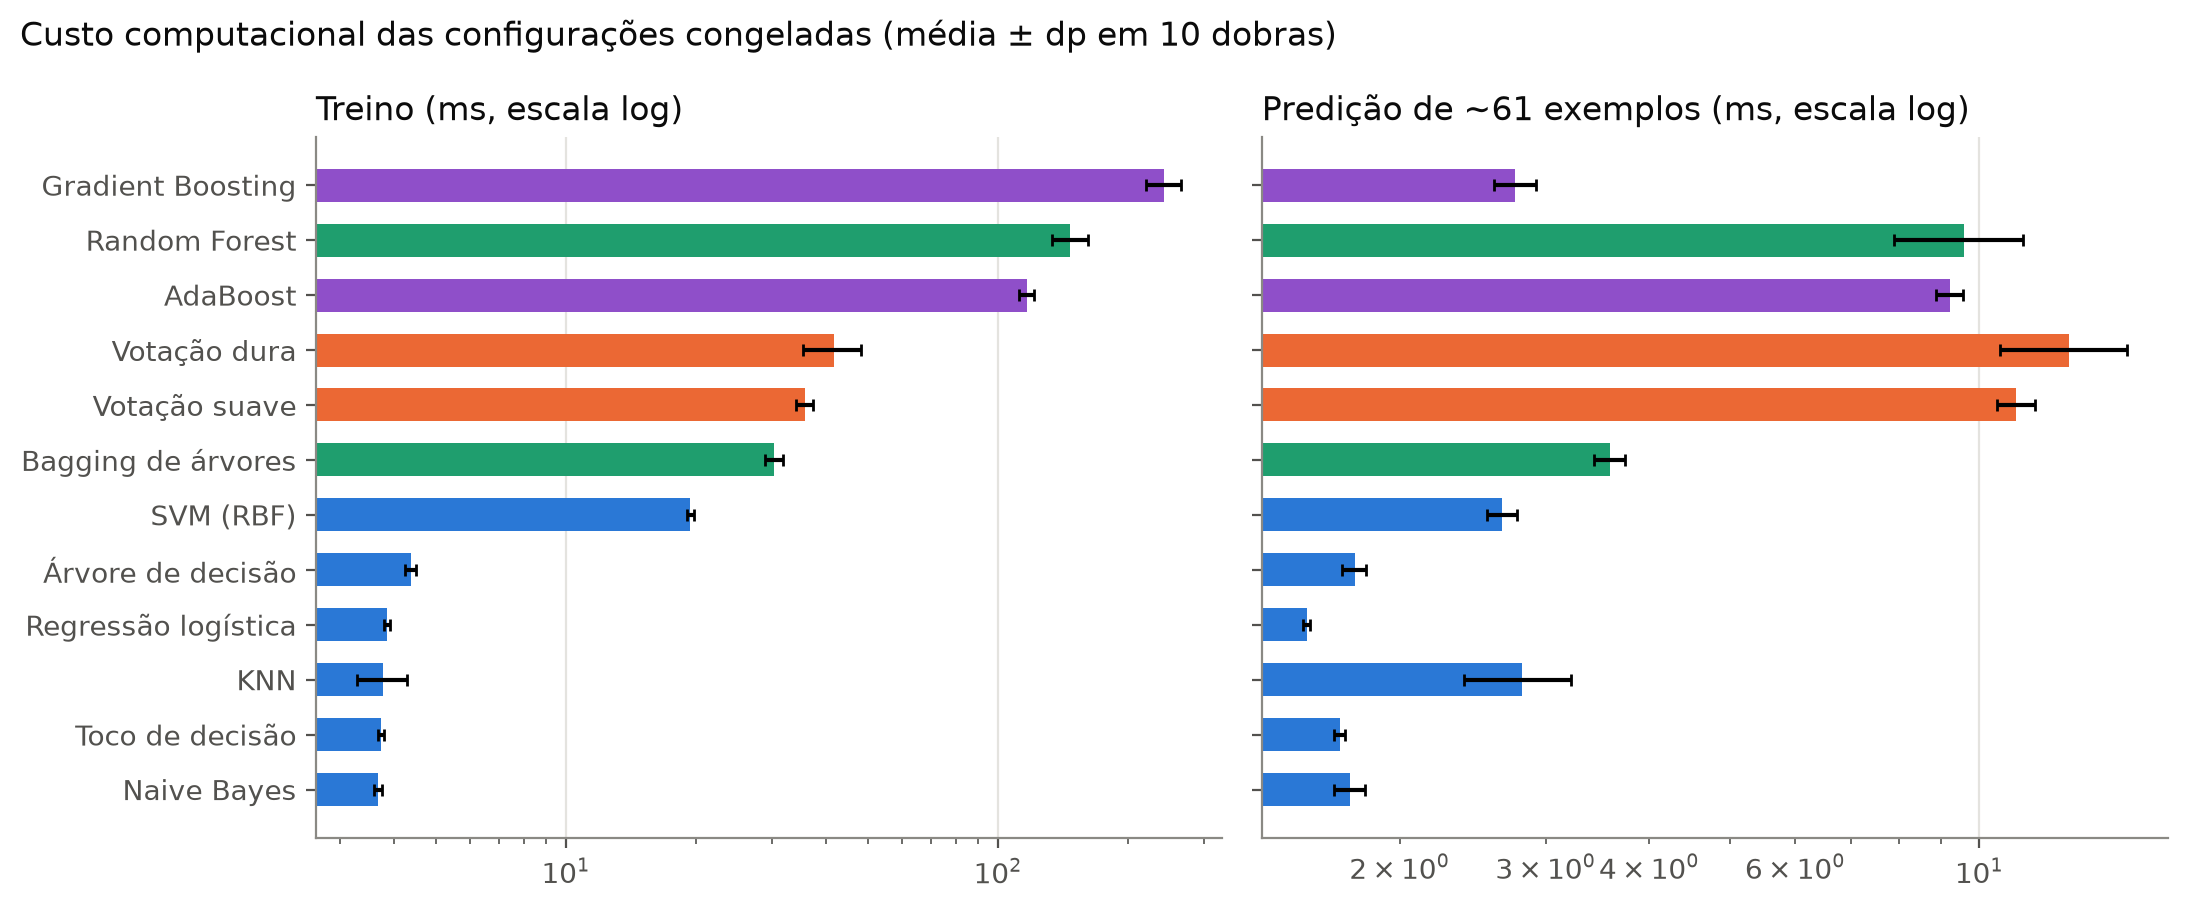 Custo computacional das configurações congeladas (média ± dp em 10 dobras)
Treino (ms, escala log)
Predição de ~61 exemplos (ms, escala log)
Gradient Boosting
Random Forest
AdaBoost
Votação dura
Votação suave
Bagging de árvores
SVM (RBF)
Árvore de decisão
Regressão logística
KNN
Toco de decisão
Naive Bayes
10¹
10²
2 × 10⁰
3 × 10⁰
4 × 10⁰
6 × 10⁰
10¹